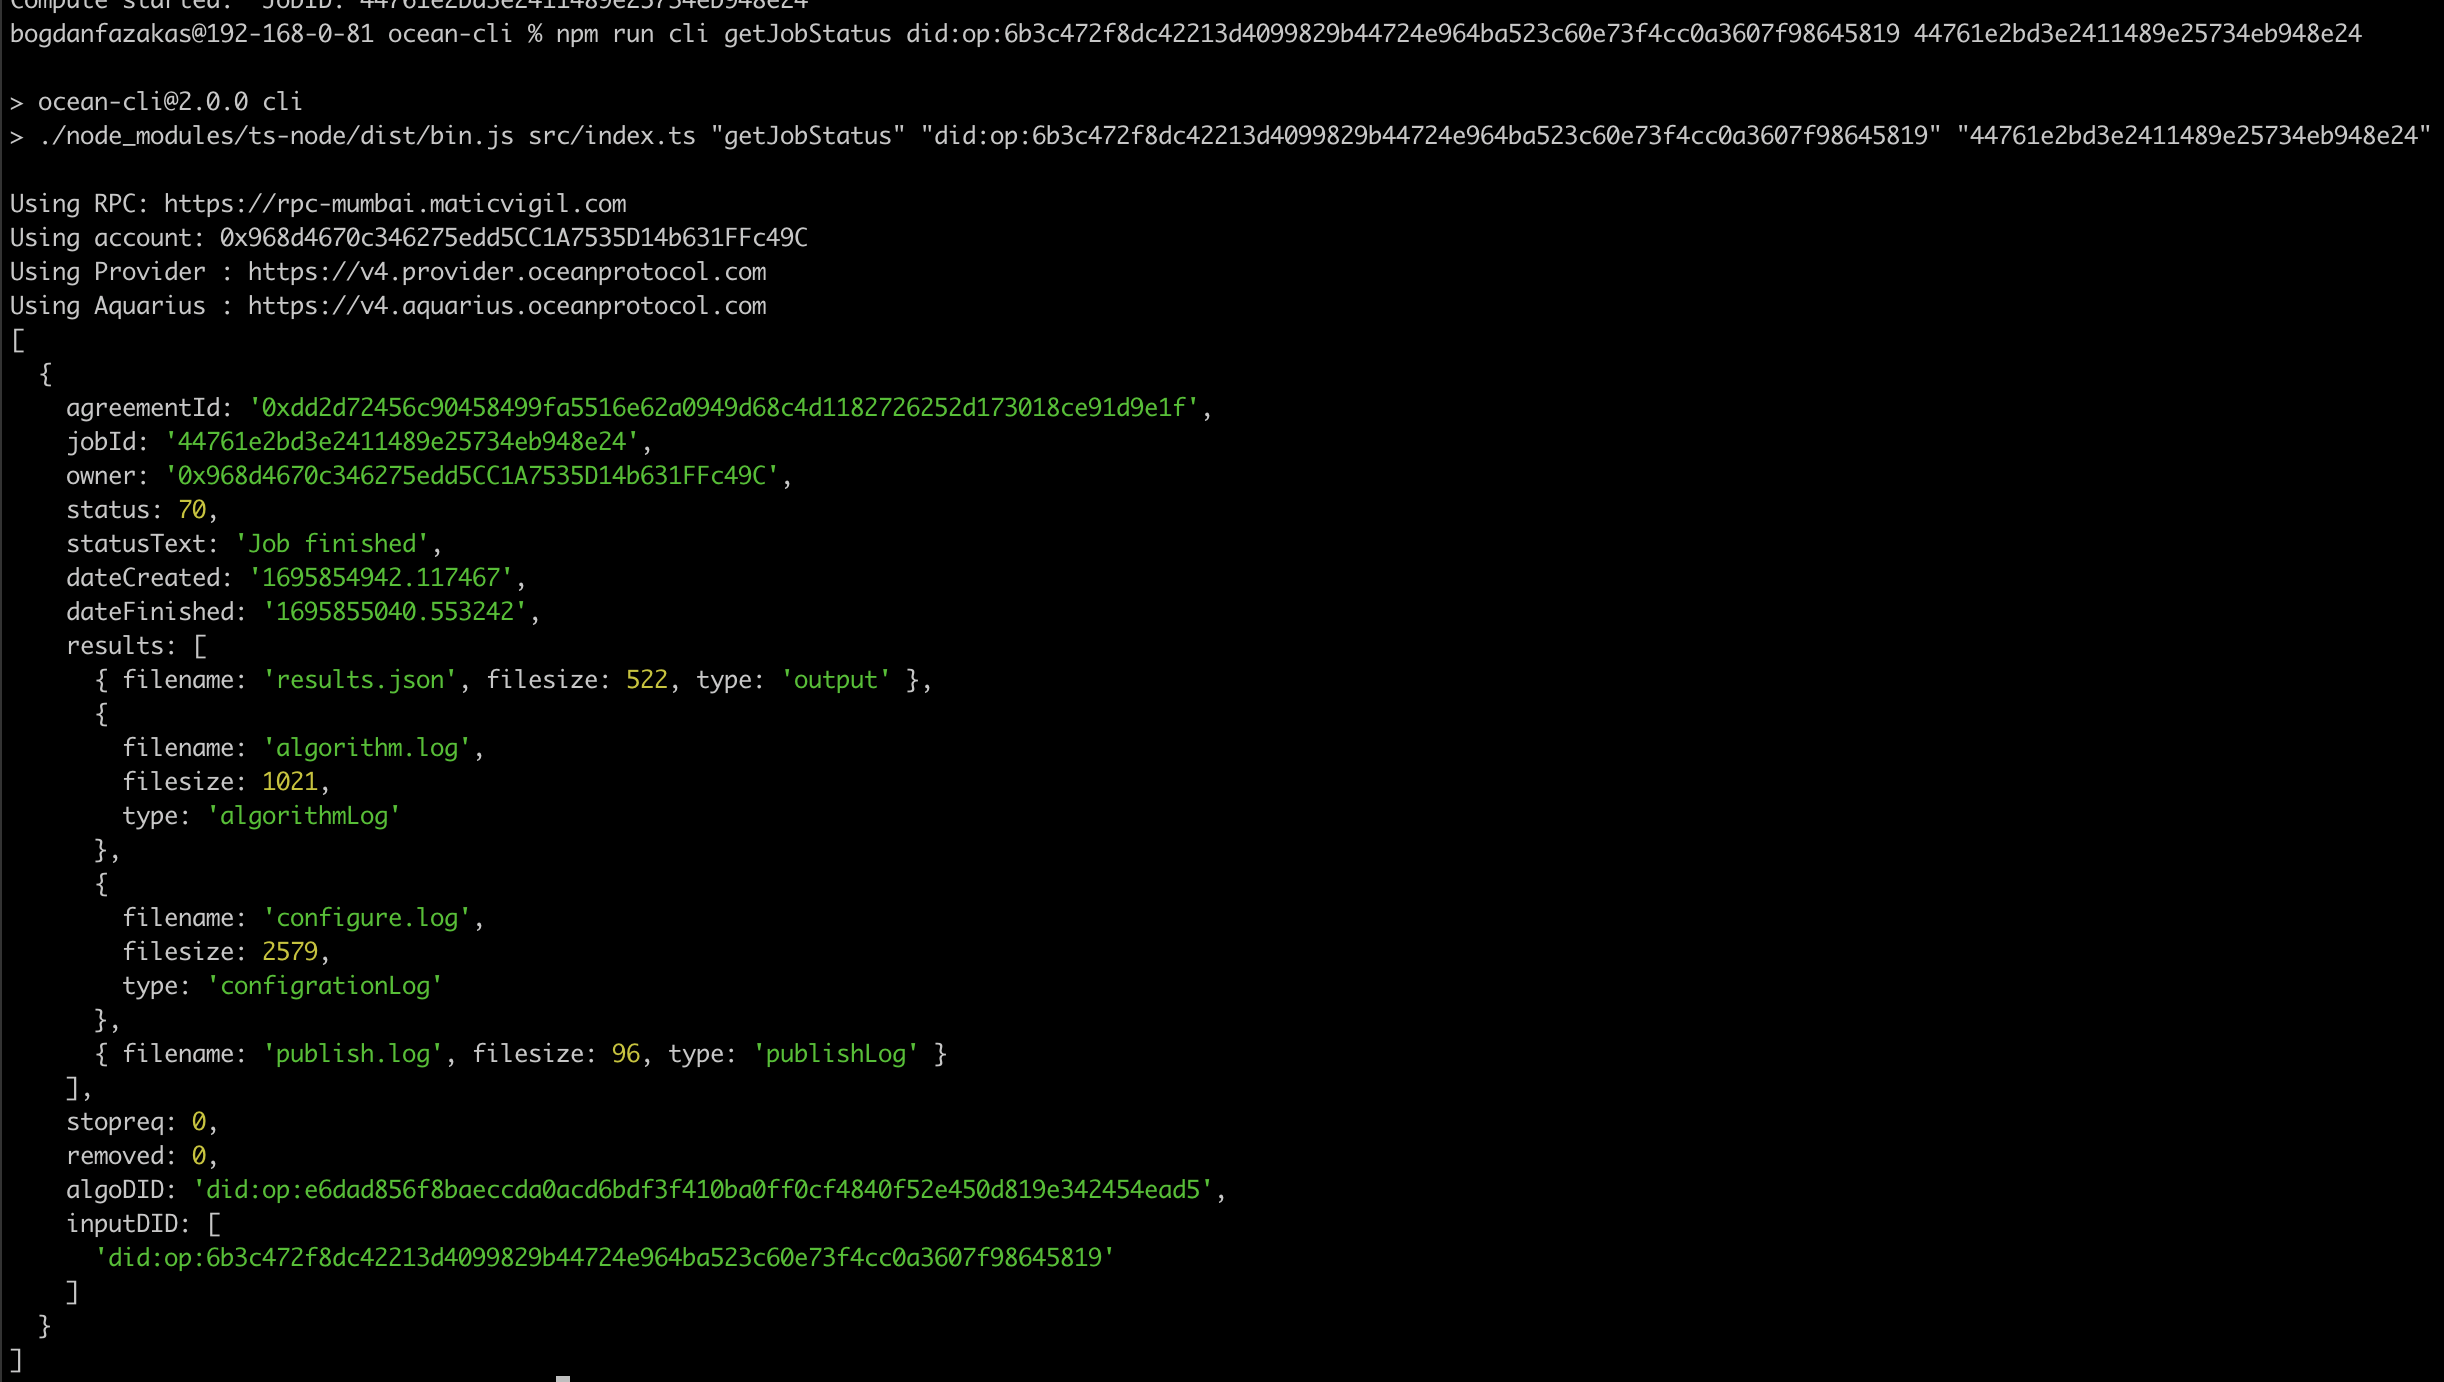 Compute started.  JobID: 44761e2bd3e2411489e25734eb948e24
bogdanfazakas@192-168-0-81 ocean-cli % npm run cli getJobStatus did:op:6b3c472f8dc42213d4099829b44724e964ba523c60e73f4cc0a3607f98645819 44761e2bd3e2411489e25734eb948e24
> ocean-cli@2.0.0 cli
> ./node_modules/ts-node/dist/bin.js src/index.ts "getJobStatus" "did:op:6b3c472f8dc42213d4099829b44724e964ba523c60e73f4cc0a3607f98645819" "44761e2bd3e2411489e25734eb948e24"
Using RPC: https://rpc-mumbai.maticvigil.com
Using account: 0x968d4670c346275edd5CC1A7535D14b631FFc49C
Using Provider : https://v4.provider.oceanprotocol.com
Using Aquarius : https://v4.aquarius.oceanprotocol.com
[
  {
    agreementId: '0xdd2d72456c90458499fa5516e62a0949d68c4d1182726252d173018ce91d9e1f',
    jobId: '44761e2bd3e2411489e25734eb948e24',
    owner: '0x968d4670c346275edd5CC1A7535D14b631FFc49C',
    status: 70,
    statusText: 'Job finished',
    dateCreated: '1695854942.117467',
    dateFinished: '1695855040.553242',
    results: [
      { filename: 'results.json', filesize: 522, type: 'output' },
      {
        filename: 'algorithm.log',
        filesize: 1021,
        type: 'algorithmLog'
      },
      {
        filename: 'configure.log',
        filesize: 2579,
        type: 'configrationLog'
      },
      { filename: 'publish.log', filesize: 96, type: 'publishLog' }
    ],
    stopreq: 0,
    removed: 0,
    algoDID: 'did:op:e6dad856f8baeccda0acd6bdf3f410ba0ff0cf4840f52e450d819e342454ead5',
    inputDID: [
      'did:op:6b3c472f8dc42213d4099829b44724e964ba523c60e73f4cc0a3607f98645819'
    ]
  }
]